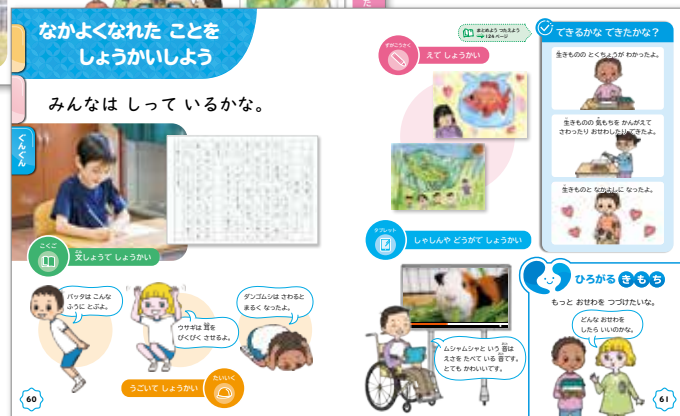 なかよくなれた ことを
しょうかいしよう
みんなは しって いるかな。
ぐんぐん
こくご
文しょうで しょうかい
バッタは こんな
ふうに とぶよ。
ウサギは 耳を
ぴくぴく させるよ。
ダンゴムシは さわると
まるく なったよ。
たいいく
うごいて しょうかい
60
まとめよう つたえよう
124ページ
ずがこうさく
えで しょうかい
タブレット
しゃしんや どうがで しょうかい
ムシャムシャと いう 音は
えさを たべて いる 音です。
とても かわいいです。
できるかな できたかな？
生きものの とくちょうが わかったよ。
生きものの 気もちを かんがえて
さわったり おせわしたり できたよ。
生きものと なかよしに なったよ。
ひろがる きもち
もっと おせわを つづけたいな。
どんな おせわを
したら いいのかな。
61